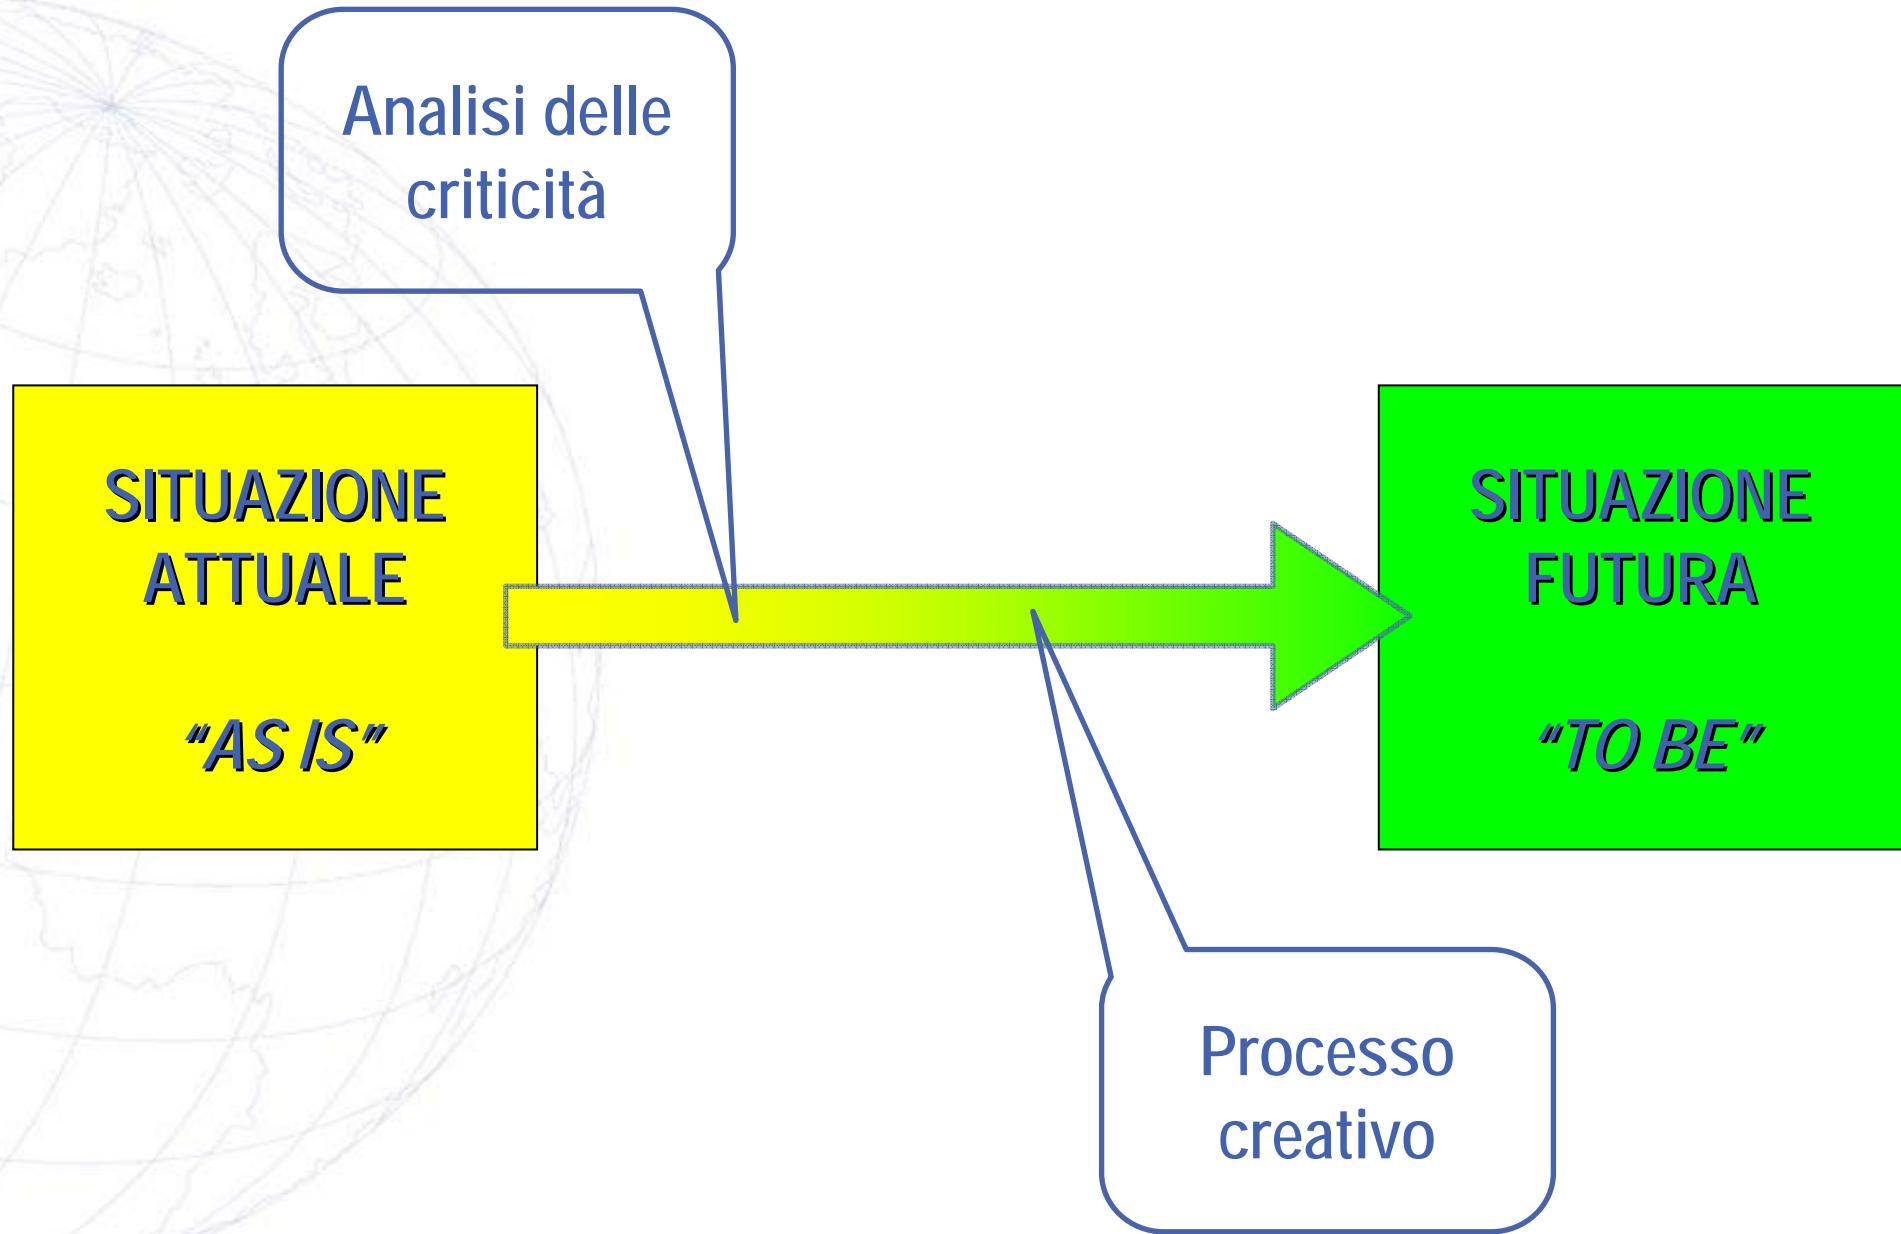 Analisi delle
criticità
SITUAZIONE
ATTUALE
“AS IS”
SITUAZIONE
FUTURA
“TO BE”
Processo
creativo